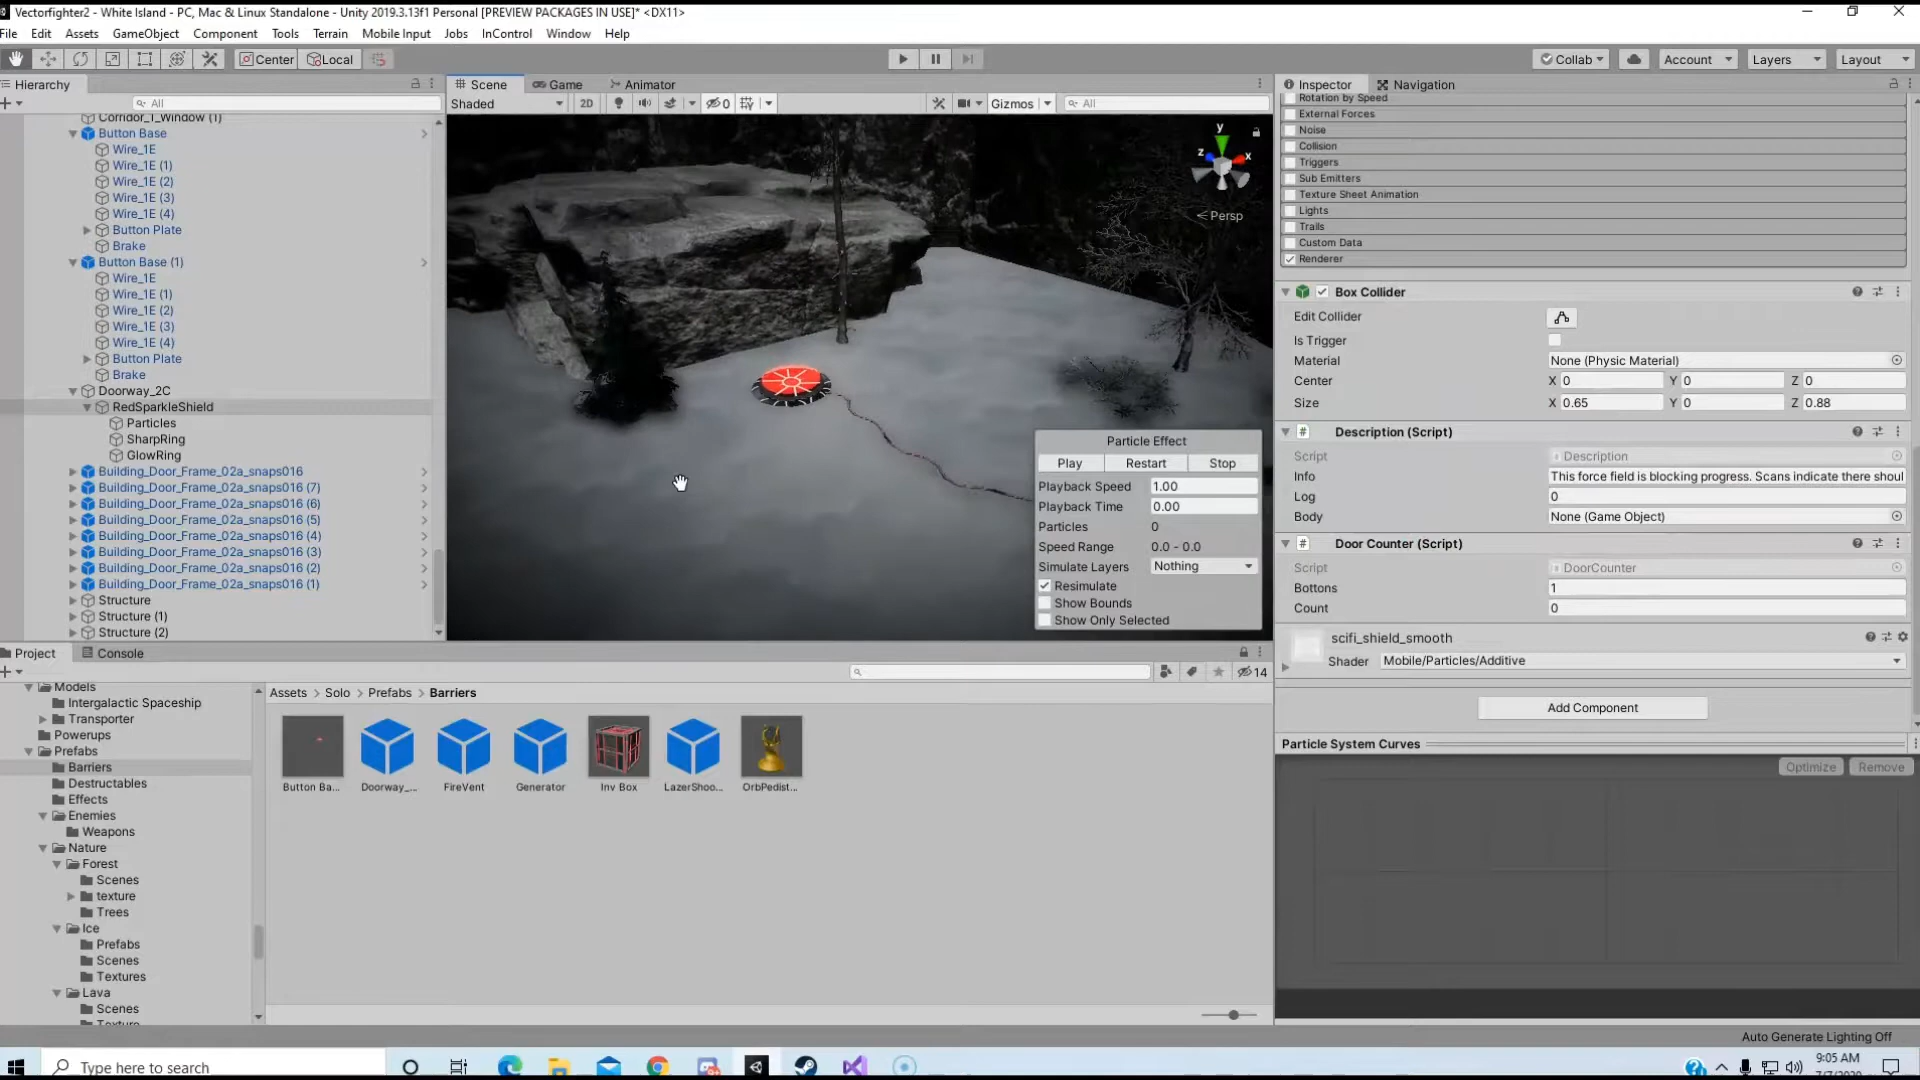 Vectorfighter2 - White Island - PC, Mac & Linux Standalone - Unity 2019.3.13f1 Personal [PREVIEW PACKAGES IN USE]* <DX11>
File Edit Assets GameObject Component Tools Terrain Mobile Input Jobs InControl Window Help
Center Local Collab Account Layers Layout
Hierarchy
All
Corridor_1_Window (1)
Button Base
Wire_1E
Wire_1E (1)
Wire_1E (2)
Wire_1E (3)
Wire_1E (4)
Button Plate
Brake
Button Base (1)
Wire_1E
Wire_1E (1)
Wire_1E (2)
Wire_1E (3)
Wire_1E (4)
Button Plate
Brake
Doorway_2C
RedSparkleShield
Particles
SharpRing
GlowRing
Building_Door_Frame_02a_snaps016
Building_Door_Frame_02a_snaps016 (7)
Building_Door_Frame_02a_snaps016 (6)
Building_Door_Frame_02a_snaps016 (5)
Building_Door_Frame_02a_snaps016 (4)
Building_Door_Frame_02a_snaps016 (3)
Building_Door_Frame_02a_snaps016 (2)
Building_Door_Frame_02a_snaps016 (1)
Structure
Structure (1)
Structure (2)
Scene Game Animator
Shaded 2D 0 Gizmos All
y
z x
Persp
Particle Effect
Play Restart Stop
Playback Speed 1.00
Playback Time 0.00
Particles 0
Speed Range 0.0 - 0.0
Simulate Layers Nothing
Resimulate
Show Bounds
Show Only Selected
Inspector Navigation
Rotation by Speed
External Forces
Noise
Collision
Triggers
Sub Emitters
Texture Sheet Animation
Lights
Trails
Custom Data
Renderer
Box Collider
Edit Collider
Is Trigger
Material None (Physic Material)
Center X 0 Y 0 Z 0
Size X 0.65 Y 0 Z 0.88
Description (Script)
Script Description
Info This force field is blocking progress. Scans indicate there shoul
Log 0
Body None (Game Object)
Door Counter (Script)
Script DoorCounter
Bottons 1
Count 0
scifi_shield_smooth
Shader Mobile/Particles/Additive
Add Component
Particle System Curves
Optimize Remove
Project Console
14
Models
Intergalactic Spaceship
Transporter
Powerups
Prefabs
Barriers
Destructables
Effects
Enemies
Weapons
Nature
Forest
Scenes
texture
Trees
Ice
Prefabs
Scenes
Textures
Lava
Scenes
Texture
Assets Solo Prefabs Barriers
Button Ba... Doorway_... FireVent Generator Inv Box LazerShoo... OrbPedist...
Auto Generate Lighting Off
Type here to search
9:05 AM